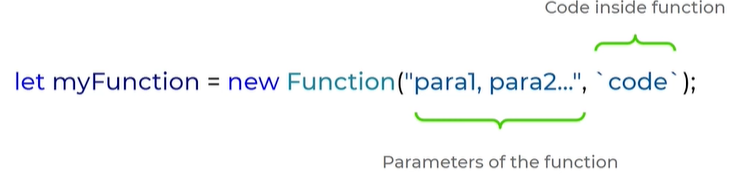 Code inside function
let myFunction = new Function("para1, para2...", `code`);
Parameters of the function